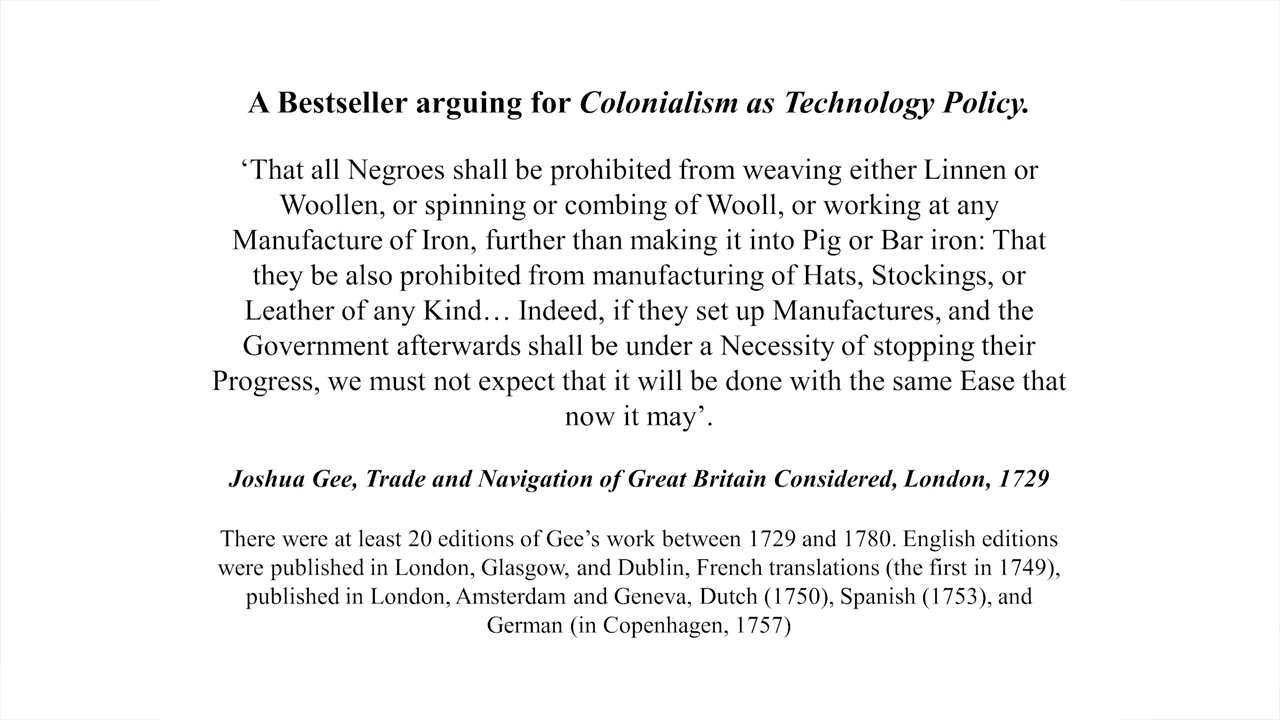 A Bestseller arguing for Colonialism as Technology Policy.
‘That all Negroes shall be prohibited from weaving either Linnen or
Woollen, or spinning or combing of Wooll, or working at any
Manufacture of Iron, further than making it into Pig or Bar iron: That
they be also prohibited from manufacturing of Hats, Stockings, or
Leather of any Kind… Indeed, if they set up Manufactures, and the
Government afterwards shall be under a Necessity of stopping their
Progress, we must not expect that it will be done with the same Ease that
now it may’.
Joshua Gee, Trade and Navigation of Great Britain Considered, London, 1729
There were at least 20 editions of Gee’s work between 1729 and 1780. English editions
were published in London, Glasgow, and Dublin, French translations (the first in 1749),
published in London, Amsterdam and Geneva, Dutch (1750), Spanish (1753), and
German (in Copenhagen, 1757)